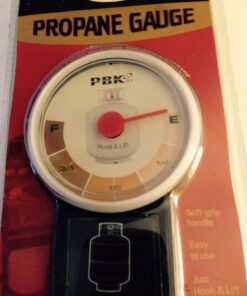 PROPANE GAUGE
PBK
Hook & Lift
F
E
3/4
1/2
1/4
Soft grip
handle
Easy
to use
Just
Hook & Lift